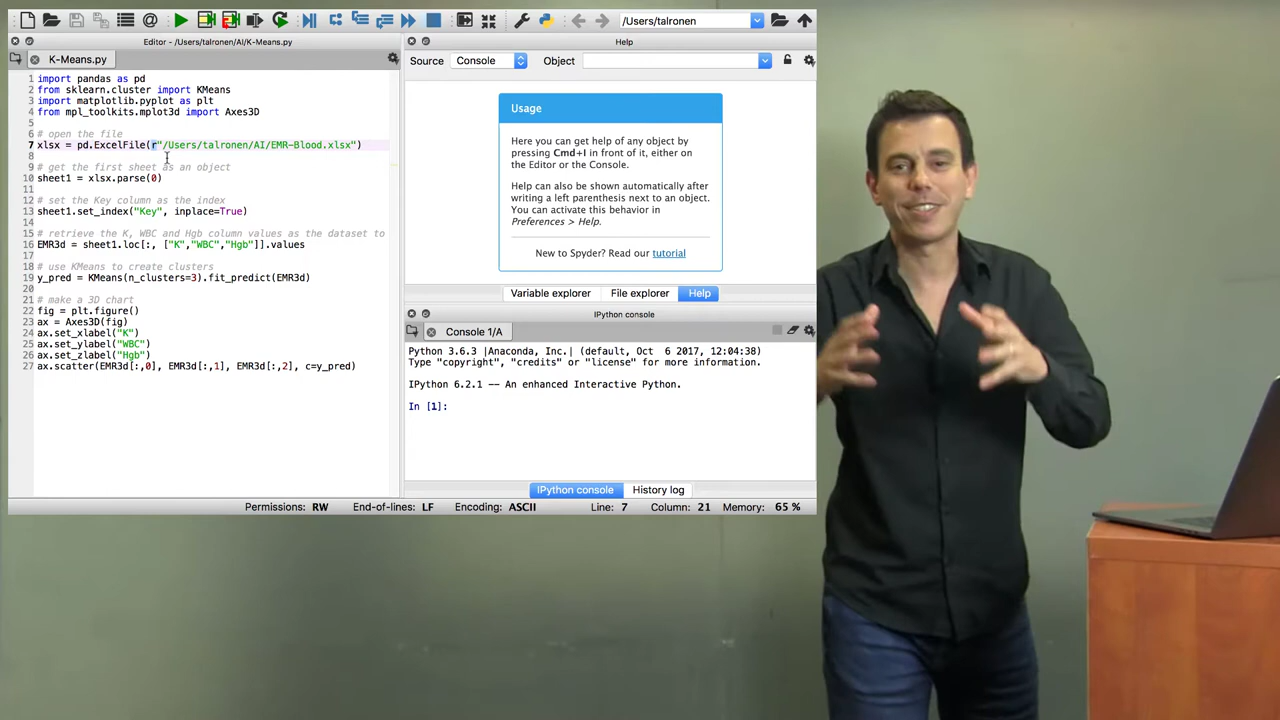 /Users/talronen
Editor - /Users/talronen/AI/K-Means.py
K-Means.py
1 import pandas as pd
2 from sklearn.cluster import KMeans
3 import matplotlib.pyplot as plt
4 from mpl_toolkits.mplot3d import Axes3D
5
6 # open the file
7 xlsx = pd.ExcelFile(r"/Users/talronen/AI/EMR-Blood.xlsx")
8
9 # get the first sheet as an object
10 sheet1 = xlsx.parse(0)
11
12 # set the Key column as the index
13 sheet1.set_index("Key", inplace=True)
14
15 # retrieve the K, WBC and Hgb column values as the dataset to
16 EMR3d = sheet1.loc[:, ["K","WBC","Hgb"]].values
17
18 # use KMeans to create clusters
19 y_pred = KMeans(n_clusters=3).fit_predict(EMR3d)
20
21 # make a 3D chart
22 fig = plt.figure()
23 ax = Axes3D(fig)
24 ax.set_xlabel("K")
25 ax.set_ylabel("WBC")
26 ax.set_zlabel("Hgb")
27 ax.scatter(EMR3d[:,0], EMR3d[:,1], EMR3d[:,2], c=y_pred)
Help
Source Console Object
Usage
Here you can get help of any object by
pressing Cmd+I in front of it, either on
the Editor or the Console.
Help can also be shown automatically after
writing a left parenthesis next to an object.
You can activate this behavior in
Preferences > Help.
New to Spyder? Read our tutorial
Variable explorer File explorer Help
IPython console
Console 1/A
Python 3.6.3 |Anaconda, Inc.| (default, Oct  6 2017, 12:04:38)
Type "copyright", "credits" or "license" for more information.
IPython 6.2.1 -- An enhanced Interactive Python.
In [1]:
IPython console History log
Permissions: RW End-of-lines: LF Encoding: ASCII Line: 7 Column: 21 Memory: 65 %